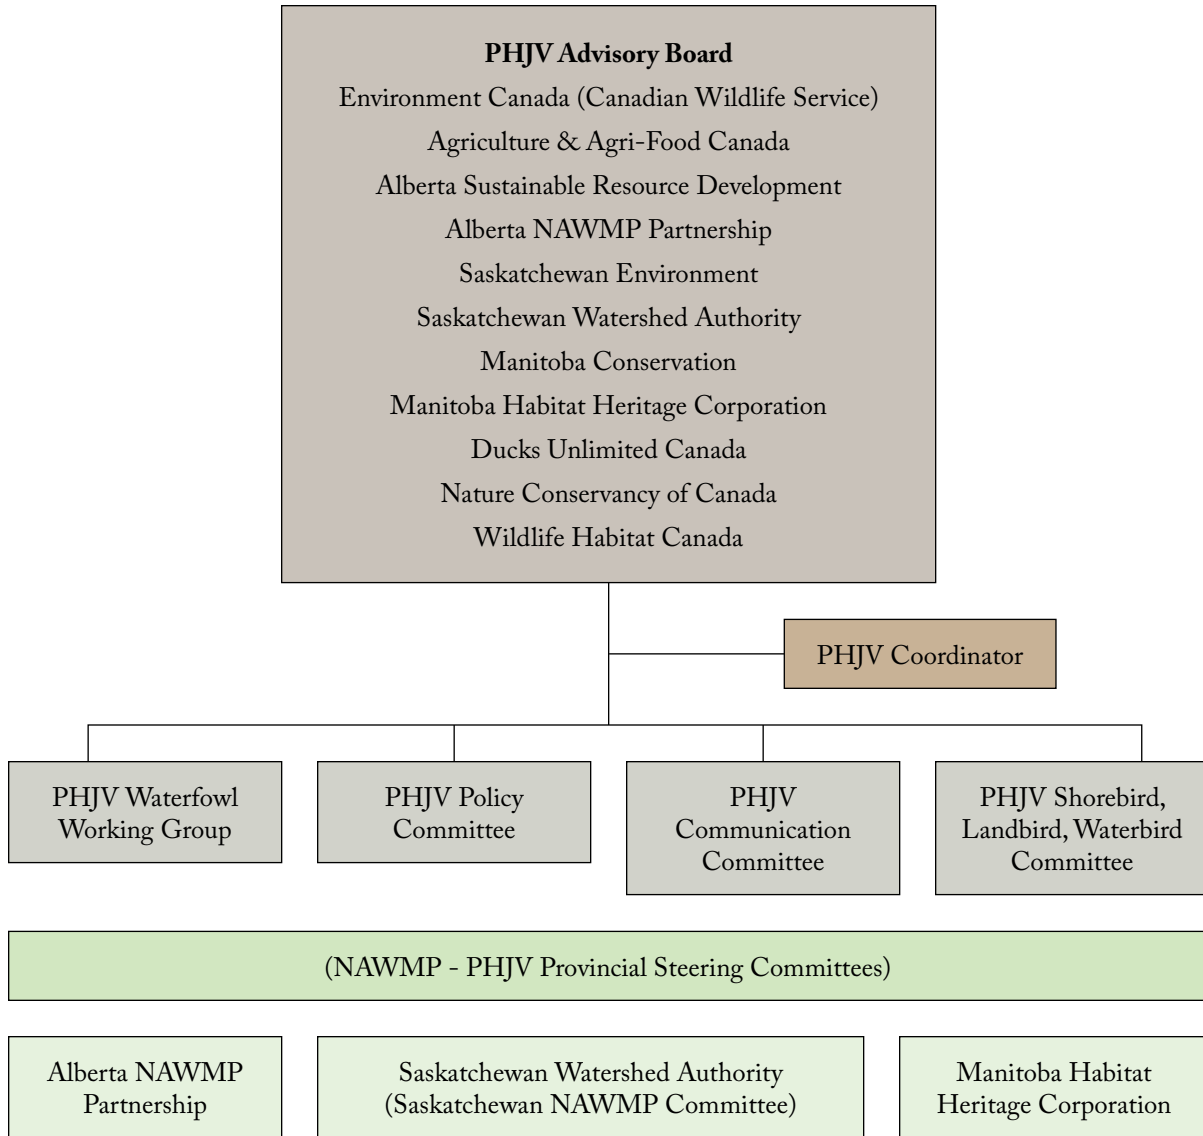 PHJV Advisory Board
Environment Canada (Canadian Wildlife Service)
Agriculture & Agri-Food Canada
Alberta Sustainable Resource Development
Alberta NAWMP Partnership
Saskatchewan Environment
Saskatchewan Watershed Authority
Manitoba Conservation
Manitoba Habitat Heritage Corporation
Ducks Unlimited Canada
Nature Conservancy of Canada
Wildlife Habitat Canada
PHJV Coordinator
PHJV Waterfowl
Working Group
PHJV Policy
Committee
PHJV
Communication
Committee
PHJV Shorebird,
Landbird, Waterbird
Committee
(NAWMP - PHJV Provincial Steering Committees)
Alberta NAWMP
Partnership
Saskatchewan Watershed Authority
(Saskatchewan NAWMP Committee)
Manitoba Habitat
Heritage Corporation